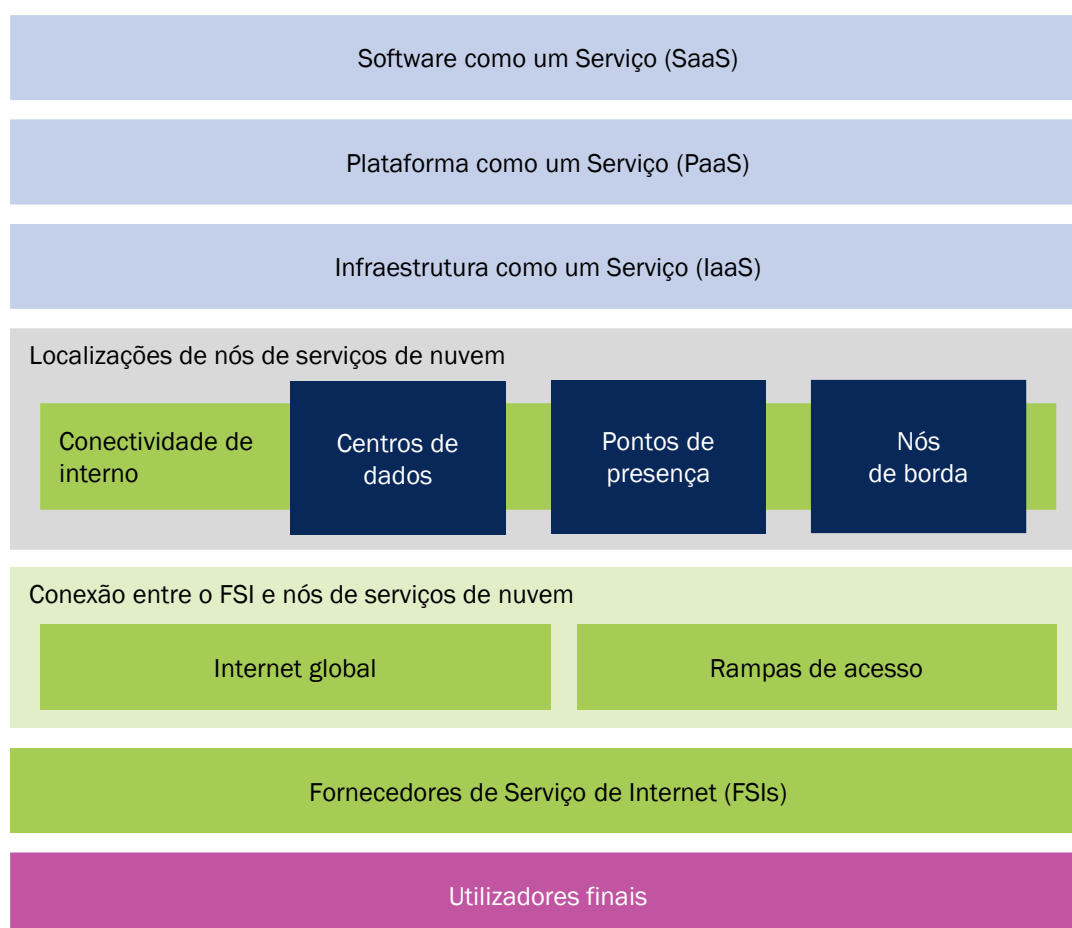 Software como um Serviço (SaaS)
Plataforma como um Serviço (PaaS)
Infraestrutura como um Serviço (IaaS)
Localizações de nós de serviços de nuvem
Conectividade de
interno
Centros de
dados
Pontos de
presença
Nós
de borda
Conexão entre o FSI e nós de serviços de nuvem
Internet global
Rampas de acesso
Fornecedores de Serviço de Internet (FSIs)
Utilizadores finais